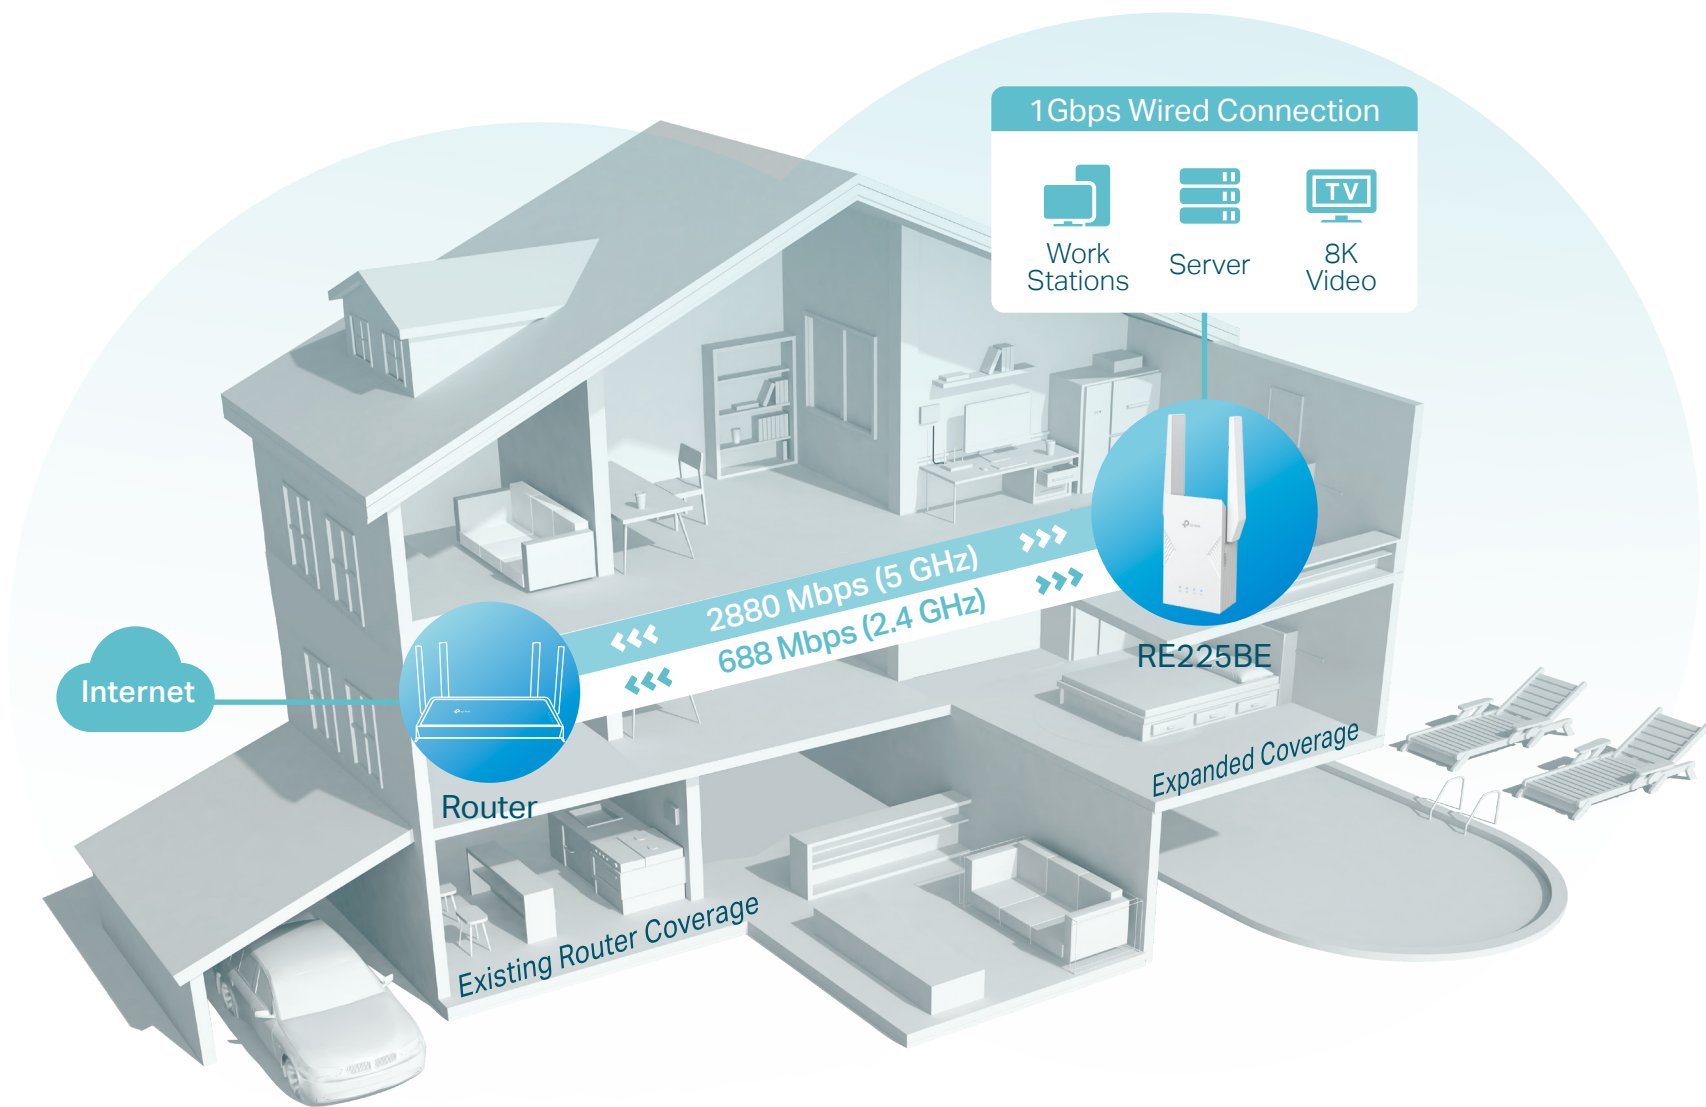 1Gbps Wired Connection
TV
Work
Stations
Server
8K
Video
2880 Mbps (5 GHz)
688 Mbps (2.4 GHz)
RE225BE
Internet
Router
Expanded Coverage
Existing Router Coverage